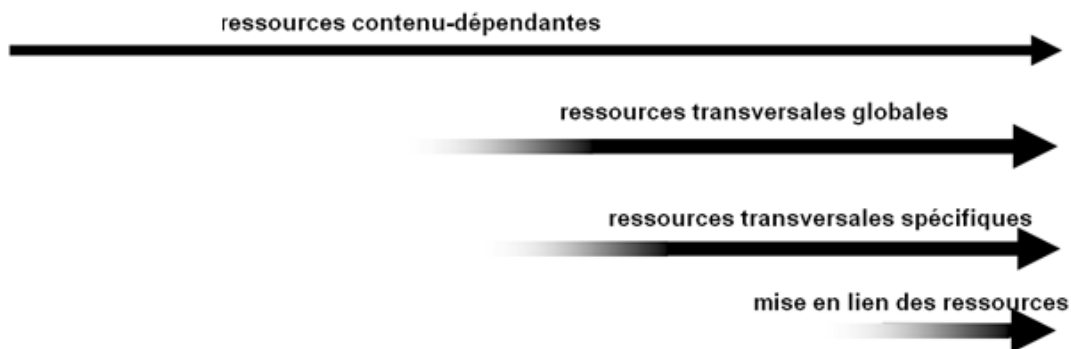 ressources contenu-dépendantes
ressources transversales globales
ressources transversales spécifiques
mise en lien des ressources